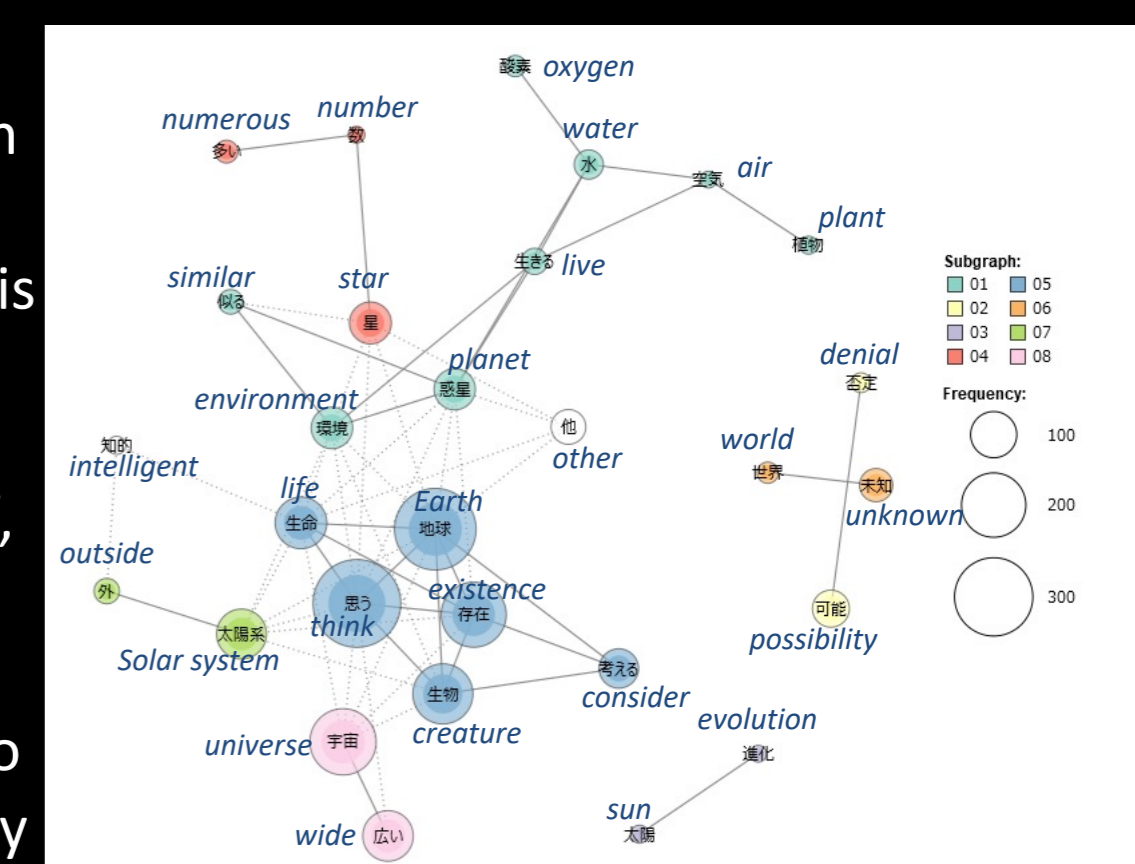 酸素 oxygen
numerous
number
多い
数
water
水
空気 air
plant
植物
similar
似る
star
星
生きる live
planet
惑星
environment
環境
他
other
知的
intelligent
life
生命
Earth
地球
outside
外
思う
think
existence
存在
太陽系
Solar system
生物
creature
考える
consider
universe 宇宙
wide 広い
denial
否定
world
世界
未知
unknown
可能
possibility
evolution
進化
sun
太陽
Subgraph:
01 05
02 06
03 07
04 08
Frequency:
100
200
300
is